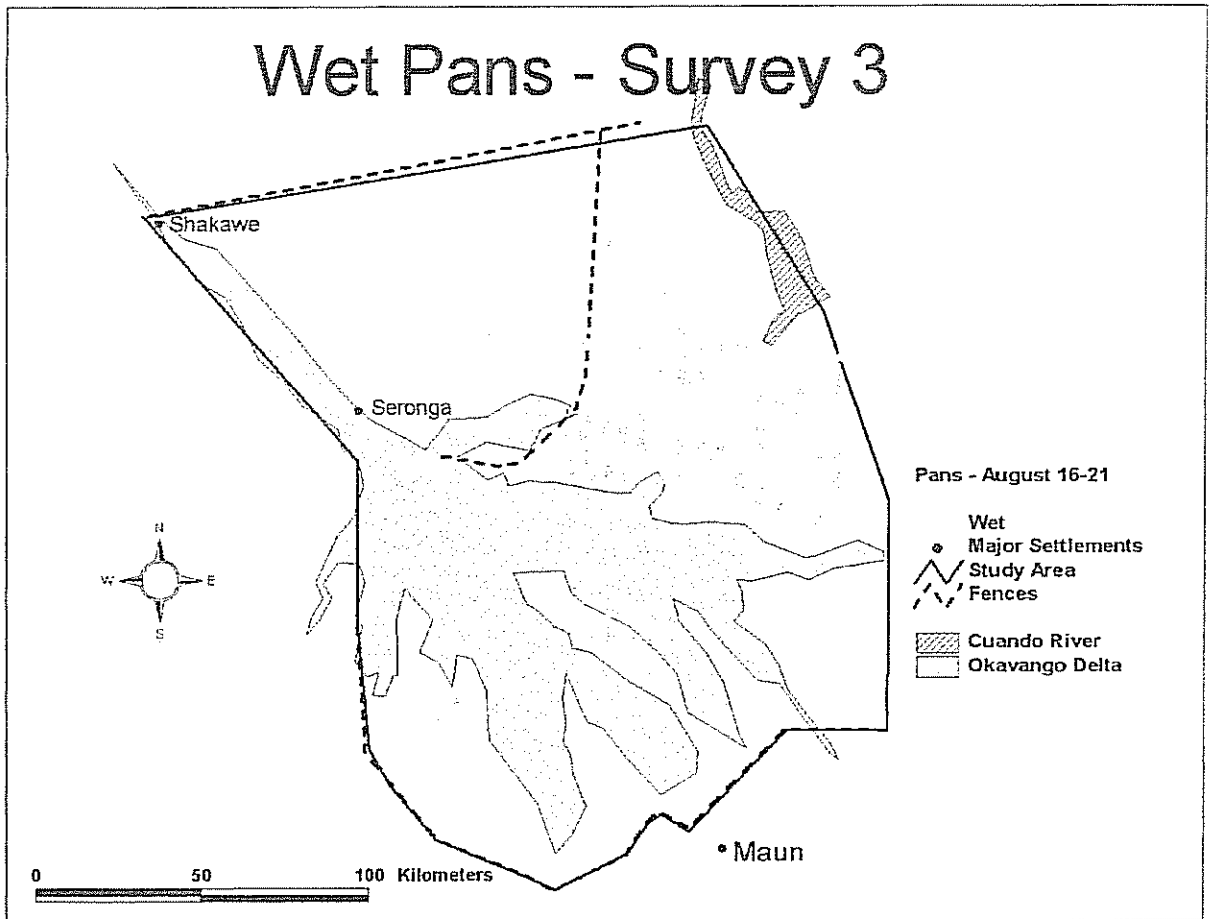 Wet Pans - Survey 3
Shakawe
Seronga
Maun
N
W E
S
Pans - August 16-21
Wet
Major Settlements
Study Area
Fences
Cuando River
Okavango Delta
0 50 100 Kilometers